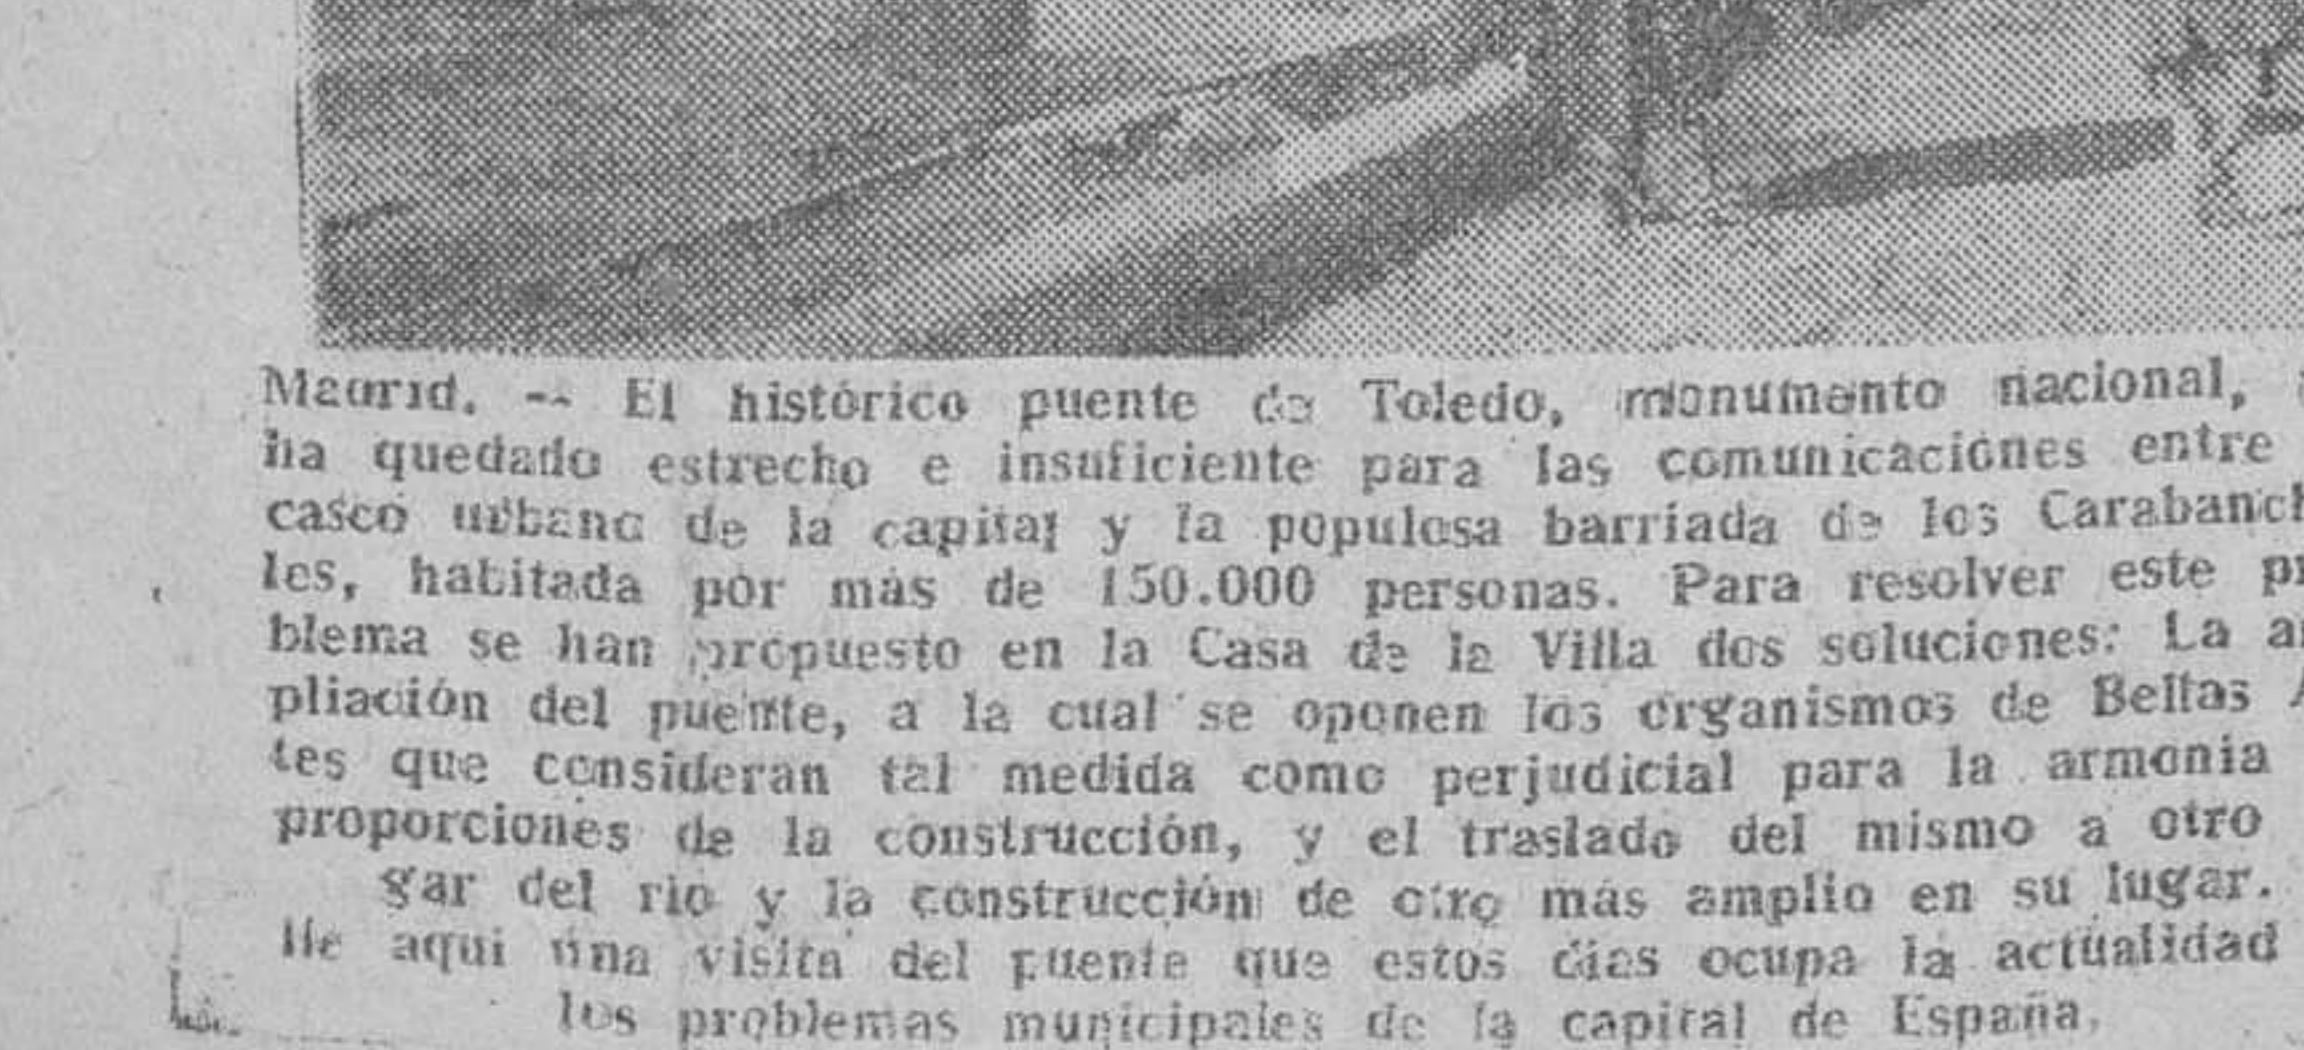 Madrid. -- El histórico puente de Toledo, monumento nacional,
ha quedado estrecho e insuficiente para las comunicaciones entre
casco urbano de la capital y la populosa barriada de los Carabanch
les, habitada por más de 150.000 personas. Para resolver este pr
blema se han propuesto en la Casa de la Villa dos soluciones: La a
pliación del puente, a la cual se oponen los organismos de Bellas A
tes que consideran tal medida como perjudicial para la armonia
proporciones de la construcción, y el traslado del mismo a otro
gar del rio y la construcción de otro más amplio en su lugar.
He aqui una visita del puente que estos dias ocupa la actualidad
los problemas municipales de la capital de España.